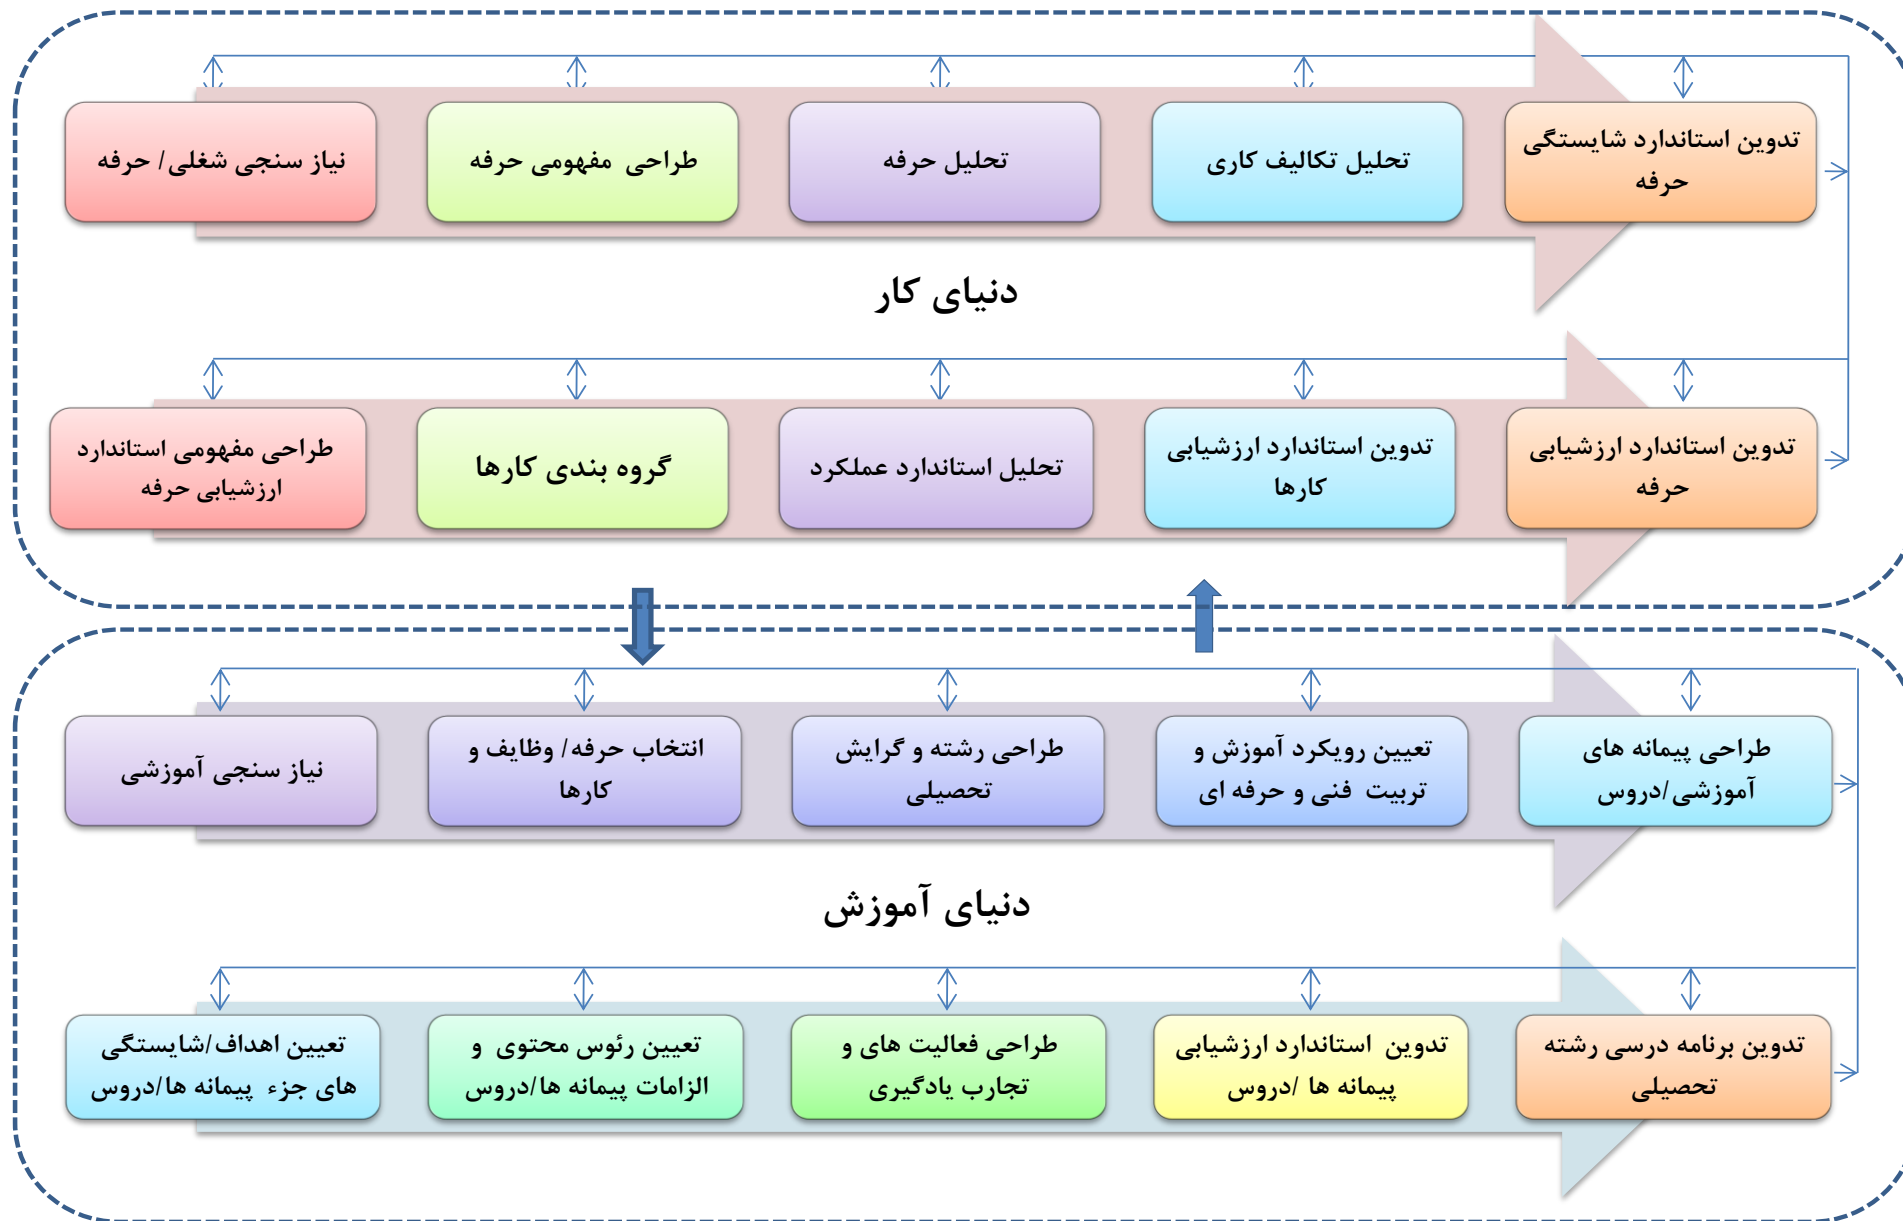 نیاز سنجی شغلی/ حرفه
طراحی مفهومی حرفه
تحلیل حرفه
تحلیل تکالیف کاری
تدوین استاندارد شایستگی
حرفه
دنیای کار
طراحی مفهومی استاندارد
ارزشیابی حرفه
گروه بندی کارها
تحلیل استاندارد عملکرد
تدوین استاندارد ارزشیابی
کارها
تدوین استاندارد ارزشیابی
حرفه
نیاز سنجی آموزشی
انتخاب حرفه/ وظایف و
کارها
طراحی رشته و گرایش
تحصیلی
تعیین رویکرد آموزش و
تربیت فنی و حرفه ای
طراحی پیمانه های
آموزشی/دروس
دنیای آموزش
تعیین اهداف/شایستگی
های جزء پیمانه ها/دروس
تعیین رئوس محتوی و
الزامات پیمانه ها/دروس
طراحی فعالیت های و
تجارب یادگیری
تدوین استاندارد ارزشیابی
پیمانه ها /دروس
تدوین برنامه درسی رشته
تحصیلی